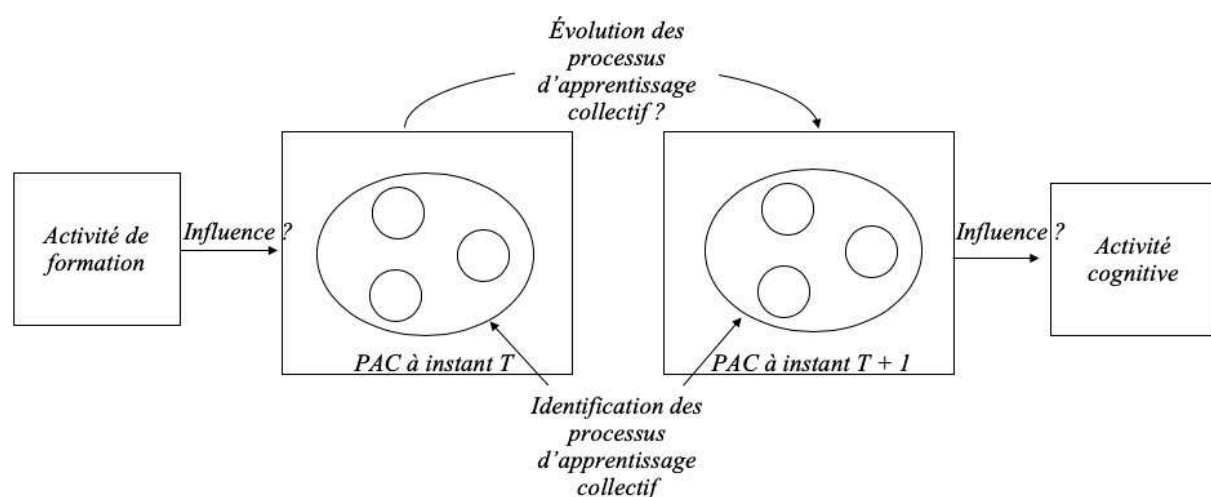 Évolution des
processus
d’apprentissage
collectif ?
Activité de
formation
Influence ?
PAC à instant T
PAC à instant T + 1
Influence ?
Activité
cognitive
Identification des
processus
d’apprentissage
collectif